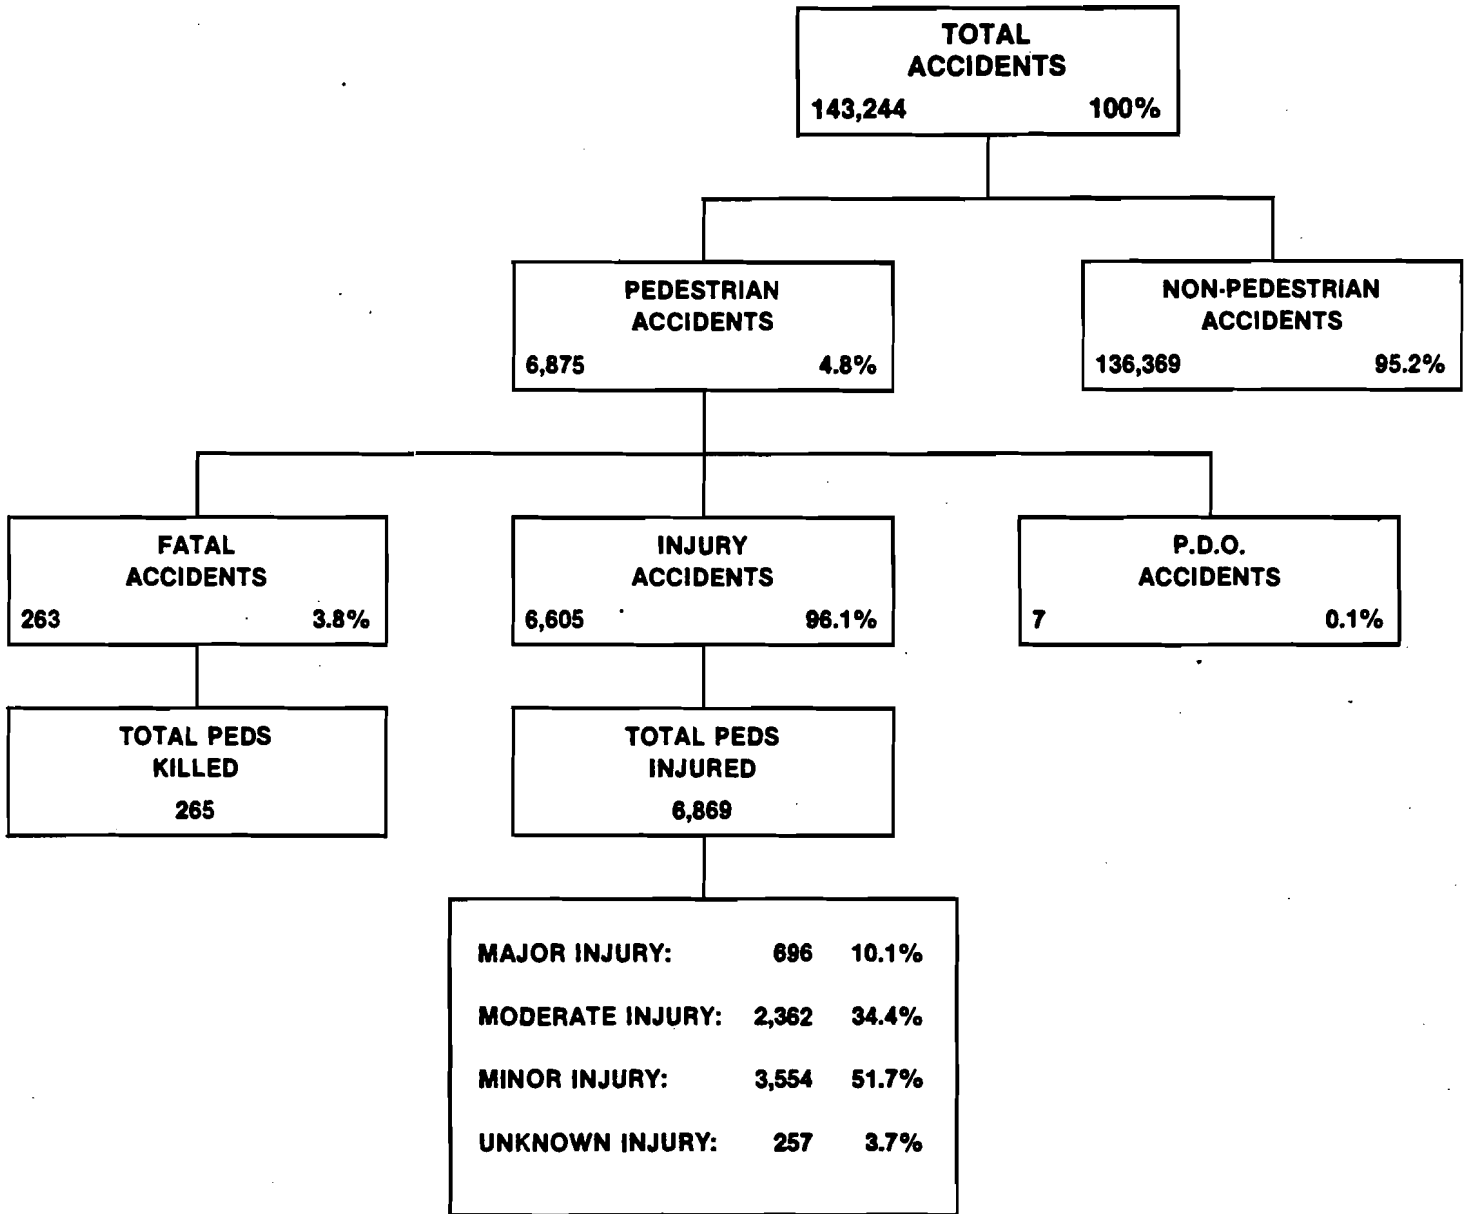 TOTAL
ACCIDENTS
143,244 100%
PEDESTRIAN
ACCIDENTS
6,875 4.8%
NON-PEDESTRIAN
ACCIDENTS
136,369 95.2%
FATAL
ACCIDENTS
263 3.8%
INJURY
ACCIDENTS
6,605 96.1%
P.D.O.
ACCIDENTS
7 0.1%
TOTAL PEDS
KILLED
265
TOTAL PEDS
INJURED
6,869
MAJOR INJURY: 696 10.1%
MODERATE INJURY: 2,362 34.4%
MINOR INJURY: 3,554 51.7%
UNKNOWN INJURY: 257 3.7%